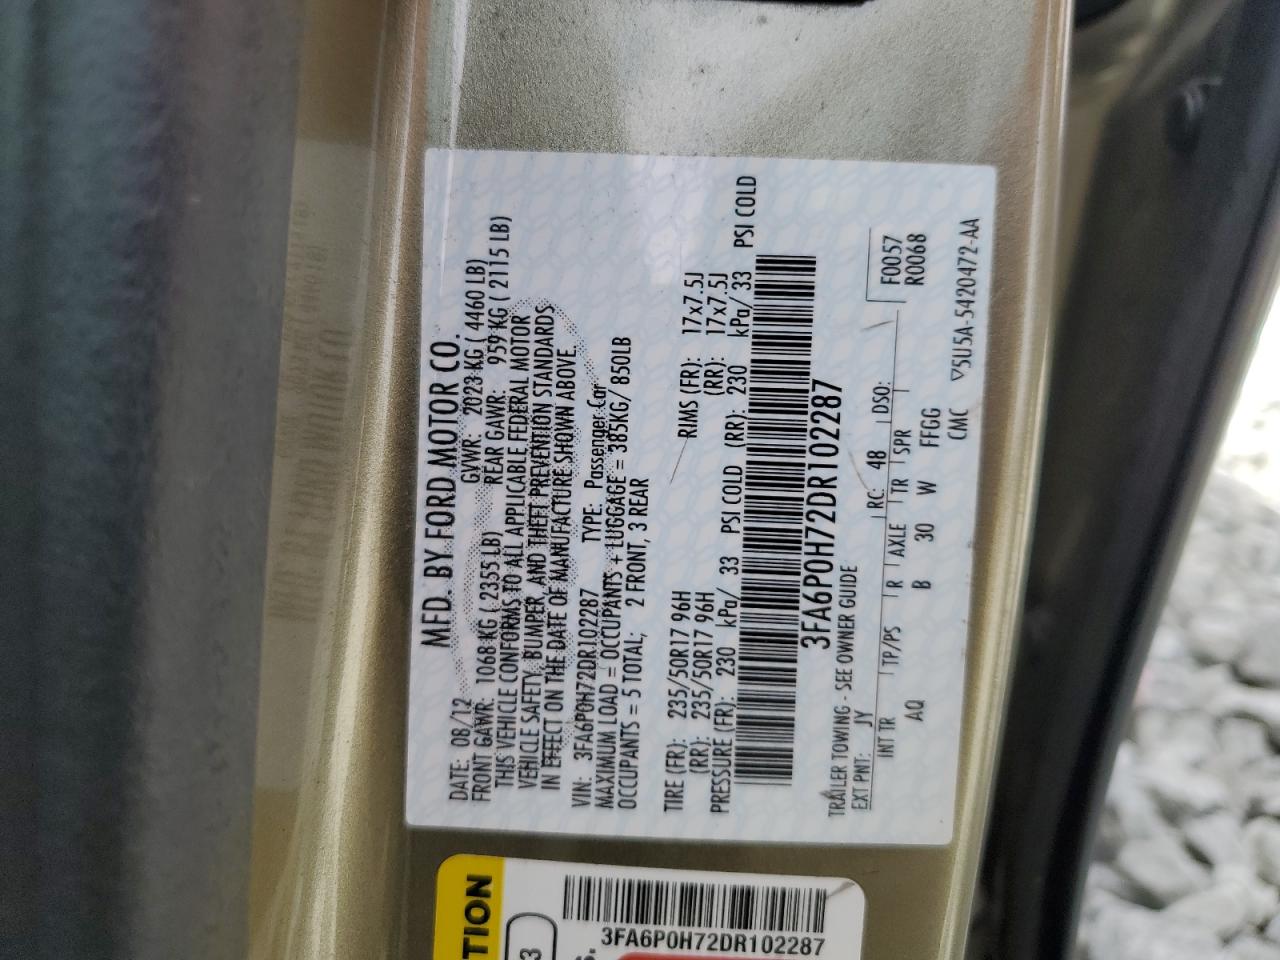 MFD. BY FORD MOTOR CO.
DATE: 08/12 GVWR: 2023 KG ( 4460 LB)
FRONT GAWR: 1068 KG ( 2355 LB) REAR GAWR: 959 KG ( 2115 LB)
THIS VEHICLE CONFORMS TO ALL APPLICABLE FEDERAL MOTOR
VEHICLE SAFETY, BUMPER, AND THEFT PREVENTION STANDARDS
IN EFFECT ON THE DATE OF MANUFACTURE SHOWN ABOVE.
VIN: 3FA6P0H72DR102287 TYPE: Passenger Car
MAXIMUM LOAD = OCCUPANTS + LUGGAGE = 385KG/ 850LB
OCCUPANTS = 5 TOTAL; 2 FRONT, 3 REAR
TIRE (FR): 235/50R17 96H RIMS (FR): 17x7.5J
(RR): 235/50R17 96H (RR): 17x7.5J
PRESSURE (FR): 230 kPa/ 33 PSI COLD (RR): 230 kPa/ 33 PSI COLD
3FA6P0H72DR102287
TRAILER TOWING - SEE OWNER GUIDE
EXT PNT: JY RC: 48 DSO: F0057
R0068
INT TR TP/PS R AXLE TR SPR
AQ B 30 W FFGG
CMC ▽5U5A-5420472-AA
TION
3
S.
3FA6P0H72DR102287